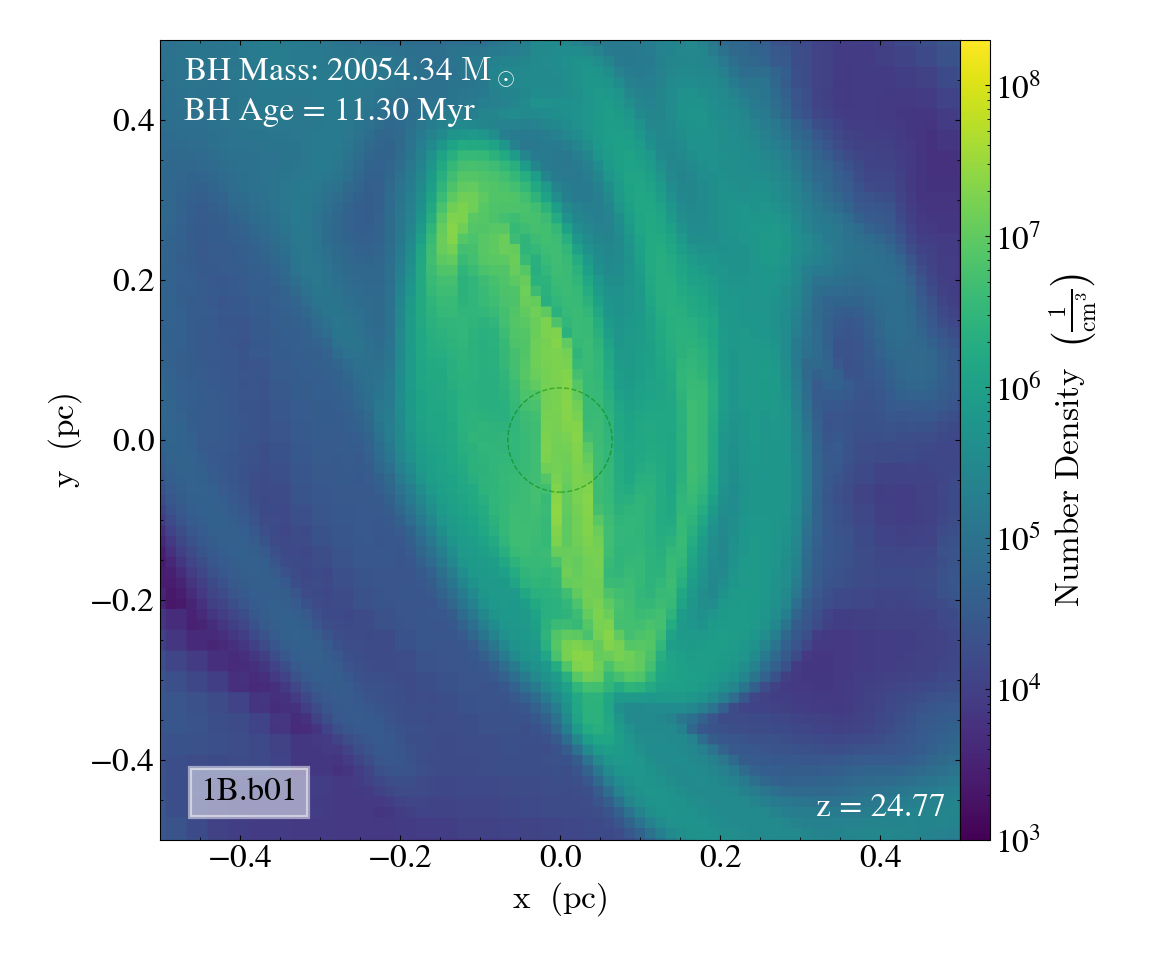 BH Mass: 20054.34 M⊙
BH Age = 11.30 Myr
1B.b01
z = 24.77
0.4
0.2
0.0
−0.2
−0.4
y (pc)
−0.4 −0.2 0.0 0.2 0.4
x (pc)
10⁸
10⁷
10⁶
10⁵
10⁴
10³
Number Density (1/cm³)